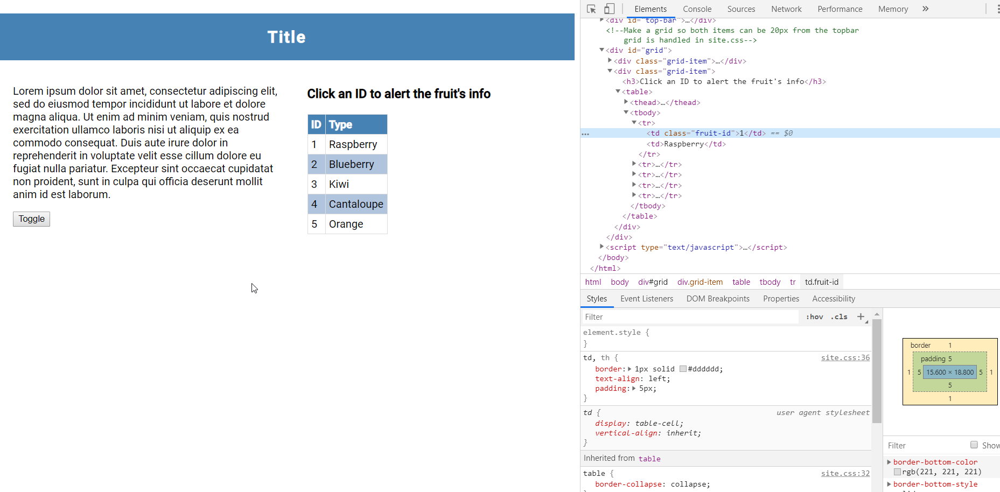 Title
Lorem ipsum dolor sit amet, consectetur adipiscing elit,
sed do eiusmod tempor incididunt ut labore et dolore
magna aliqua. Ut enim ad minim veniam, quis nostrud
exercitation ullamco laboris nisi ut aliquip ex ea
commodo consequat. Duis aute irure dolor in
reprehenderit in voluptate velit esse cillum dolore eu
fugiat nulla pariatur. Excepteur sint occaecat cupidatat
non proident, sunt in culpa qui officia deserunt mollit
anim id est laborum.
Toggle
Click an ID to alert the fruit's info
ID Type
1 Raspberry
2 Blueberry
3 Kiwi
4 Cantaloupe
5 Orange
Elements Console Sources Network Performance Memory »
<div id="top-bar">…</div>
<!--Make a grid so both items can be 20px from the topbar
grid is handled in site.css-->
<div id="grid">
<div class="grid-item">…</div>
<div class="grid-item">
<h3>Click an ID to alert the fruit's info</h3>
<table>
<thead>…</thead>
<tbody>
<tr>
… <td class="fruit-id">1</td> == $0
<td>Raspberry</td>
</tr>
<tr>…</tr>
<tr>…</tr>
<tr>…</tr>
<tr>…</tr>
</tbody>
</table>
</div>
</div>
<script type="text/javascript">…</script>
</body>
</html>
html body div#grid div.grid-item table tbody tr td.fruit-id
Styles Event Listeners DOM Breakpoints Properties Accessibility
Filter :hov .cls +
element.style {
}
td, th { site.css:36
border: 1px solid #dddddd;
text-align: left;
padding: 5px;
}
td { user agent stylesheet
display: table-cell;
vertical-align: inherit;
}
Inherited from table
table { site.css:32
border-collapse: collapse;
border 1
padding 5
1 5 15.600 × 18.800 5 1
5
1
Filter Show
border-bottom-color
rgb(221, 221, 221)
border-bottom-style